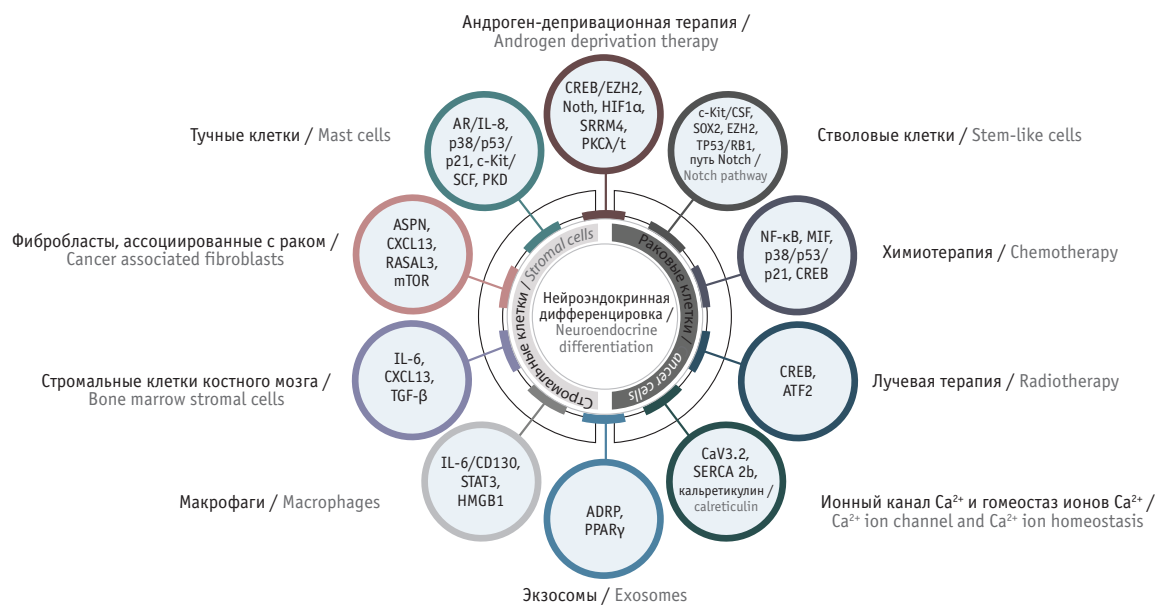 Андроген-депривационная терапия /
Androgen deprivation therapy
CREB/EZH2,
Noth, HIF1α,
SRRM4,
PKCλ/t
c-Kit/CSF,
SOX2, EZH2,
TP53/RB1,
путь Notch /
Notch pathway
Стволовые клетки / Stem-like cells
NF-κB, MIF,
p38/p53/
p21, CREB
Химиотерапия / Chemotherapy
CREB,
ATF2
Лучевая терапия / Radiotherapy
CaV3.2,
SERCA 2b,
кальретикулин /
calreticulin
Ионный канал Ca²⁺ и гомеостаз ионов Ca²⁺ /
Ca²⁺ ion channel and Ca²⁺ ion homeostasis
ADRP,
PPARγ
Экзосомы / Exosomes
IL-6/CD130,
STAT3,
HMGB1
Макрофаги / Macrophages
IL-6,
CXCL13,
TGF-β
Стромальные клетки костного мозга /
Bone marrow stromal cells
ASPN,
CXCL13,
RASAL3,
mTOR
Фибробласты, ассоциированные с раком /
Cancer associated fibroblasts
AR/IL-8,
p38/p53/
p21, c-Kit/
SCF, PKD
Тучные клетки / Mast cells
Стромальные клетки / Stromal cells
Раковые клетки / ancer cells
Нейроэндокринная
дифференцировка /
Neuroendocrine
differentiation